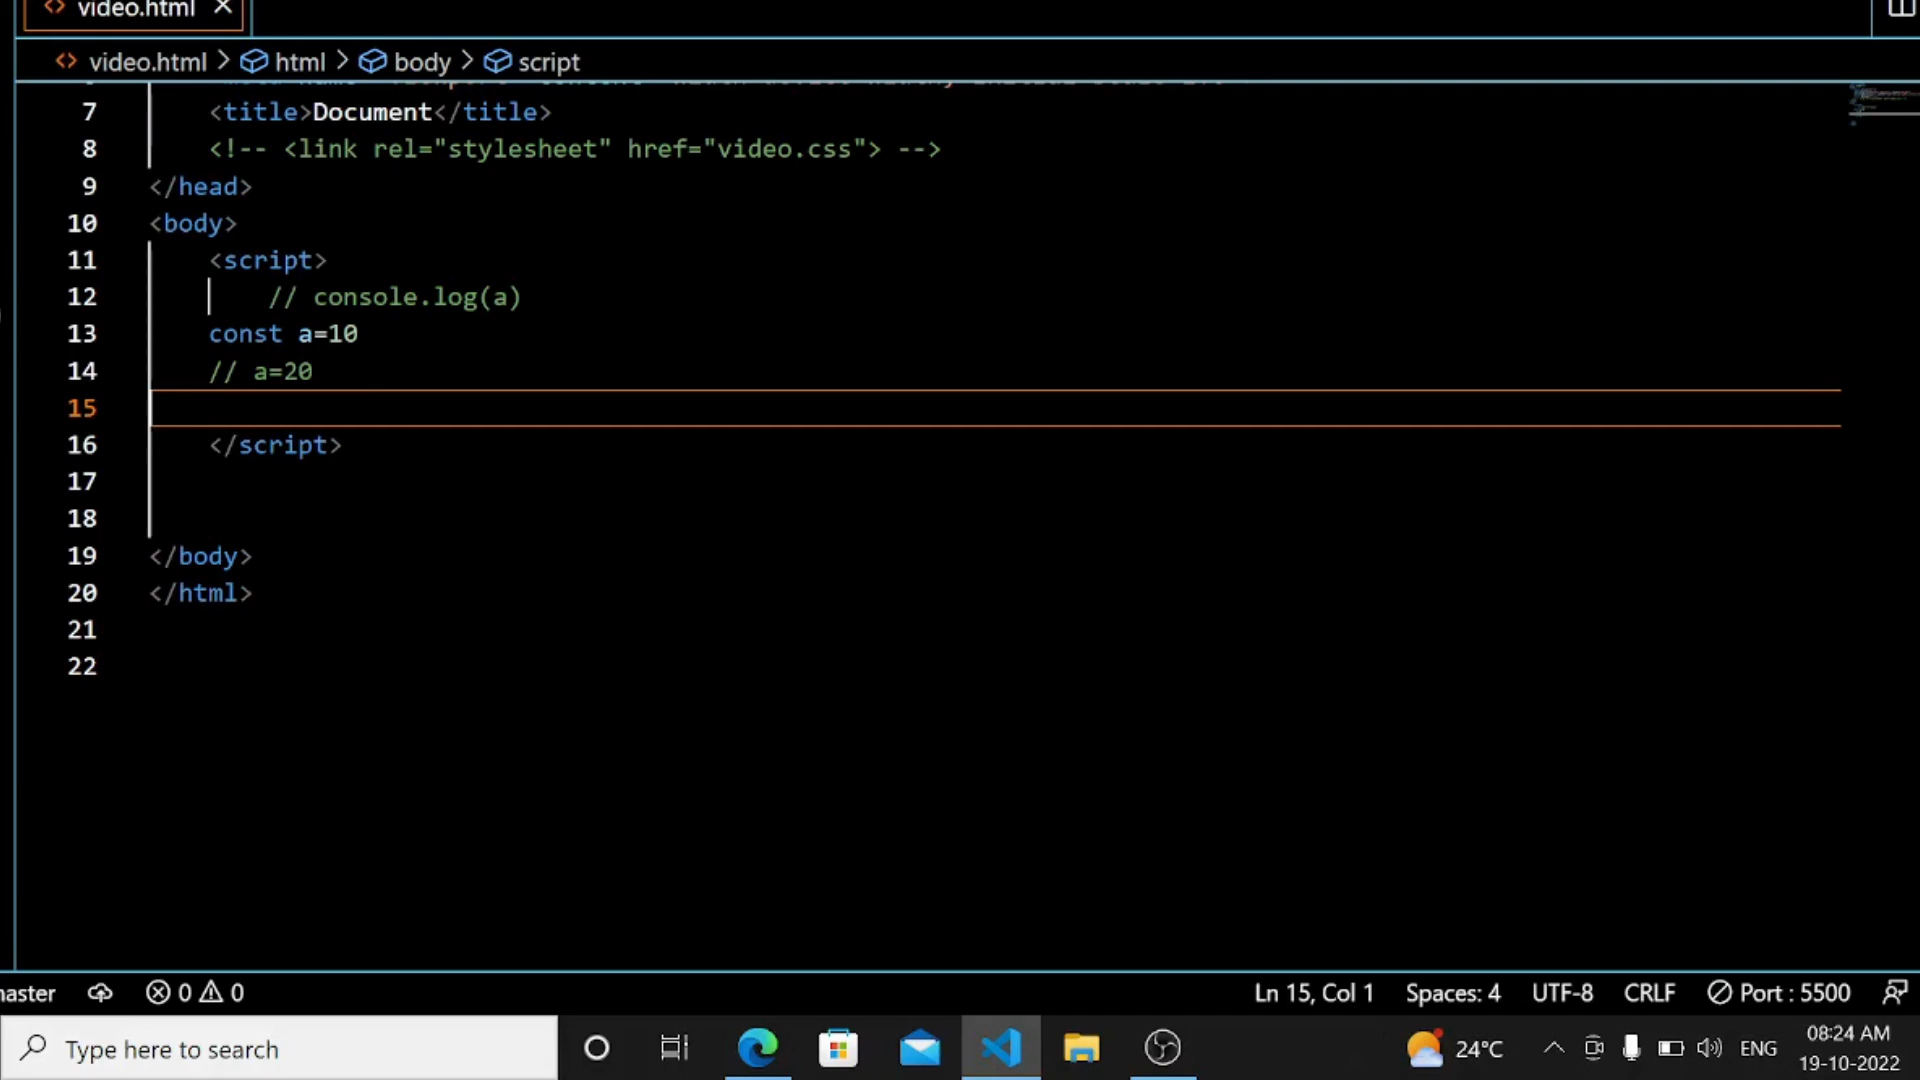 video.html
video.html > html > body > script
7 <title>Document</title>
8 <!-- <link rel="stylesheet" href="video.css"> -->
9 </head>
10 <body>
11 <script>
12 // console.log(a)
13 const a=10
14 // a=20
15
16 </script>
17
18
19 </body>
20 </html>
21
22
0 0 Ln 15, Col 1 Spaces: 4 UTF-8 CRLF Port : 5500
Type here to search 24°C ENG 08:24 AM
19-10-2022